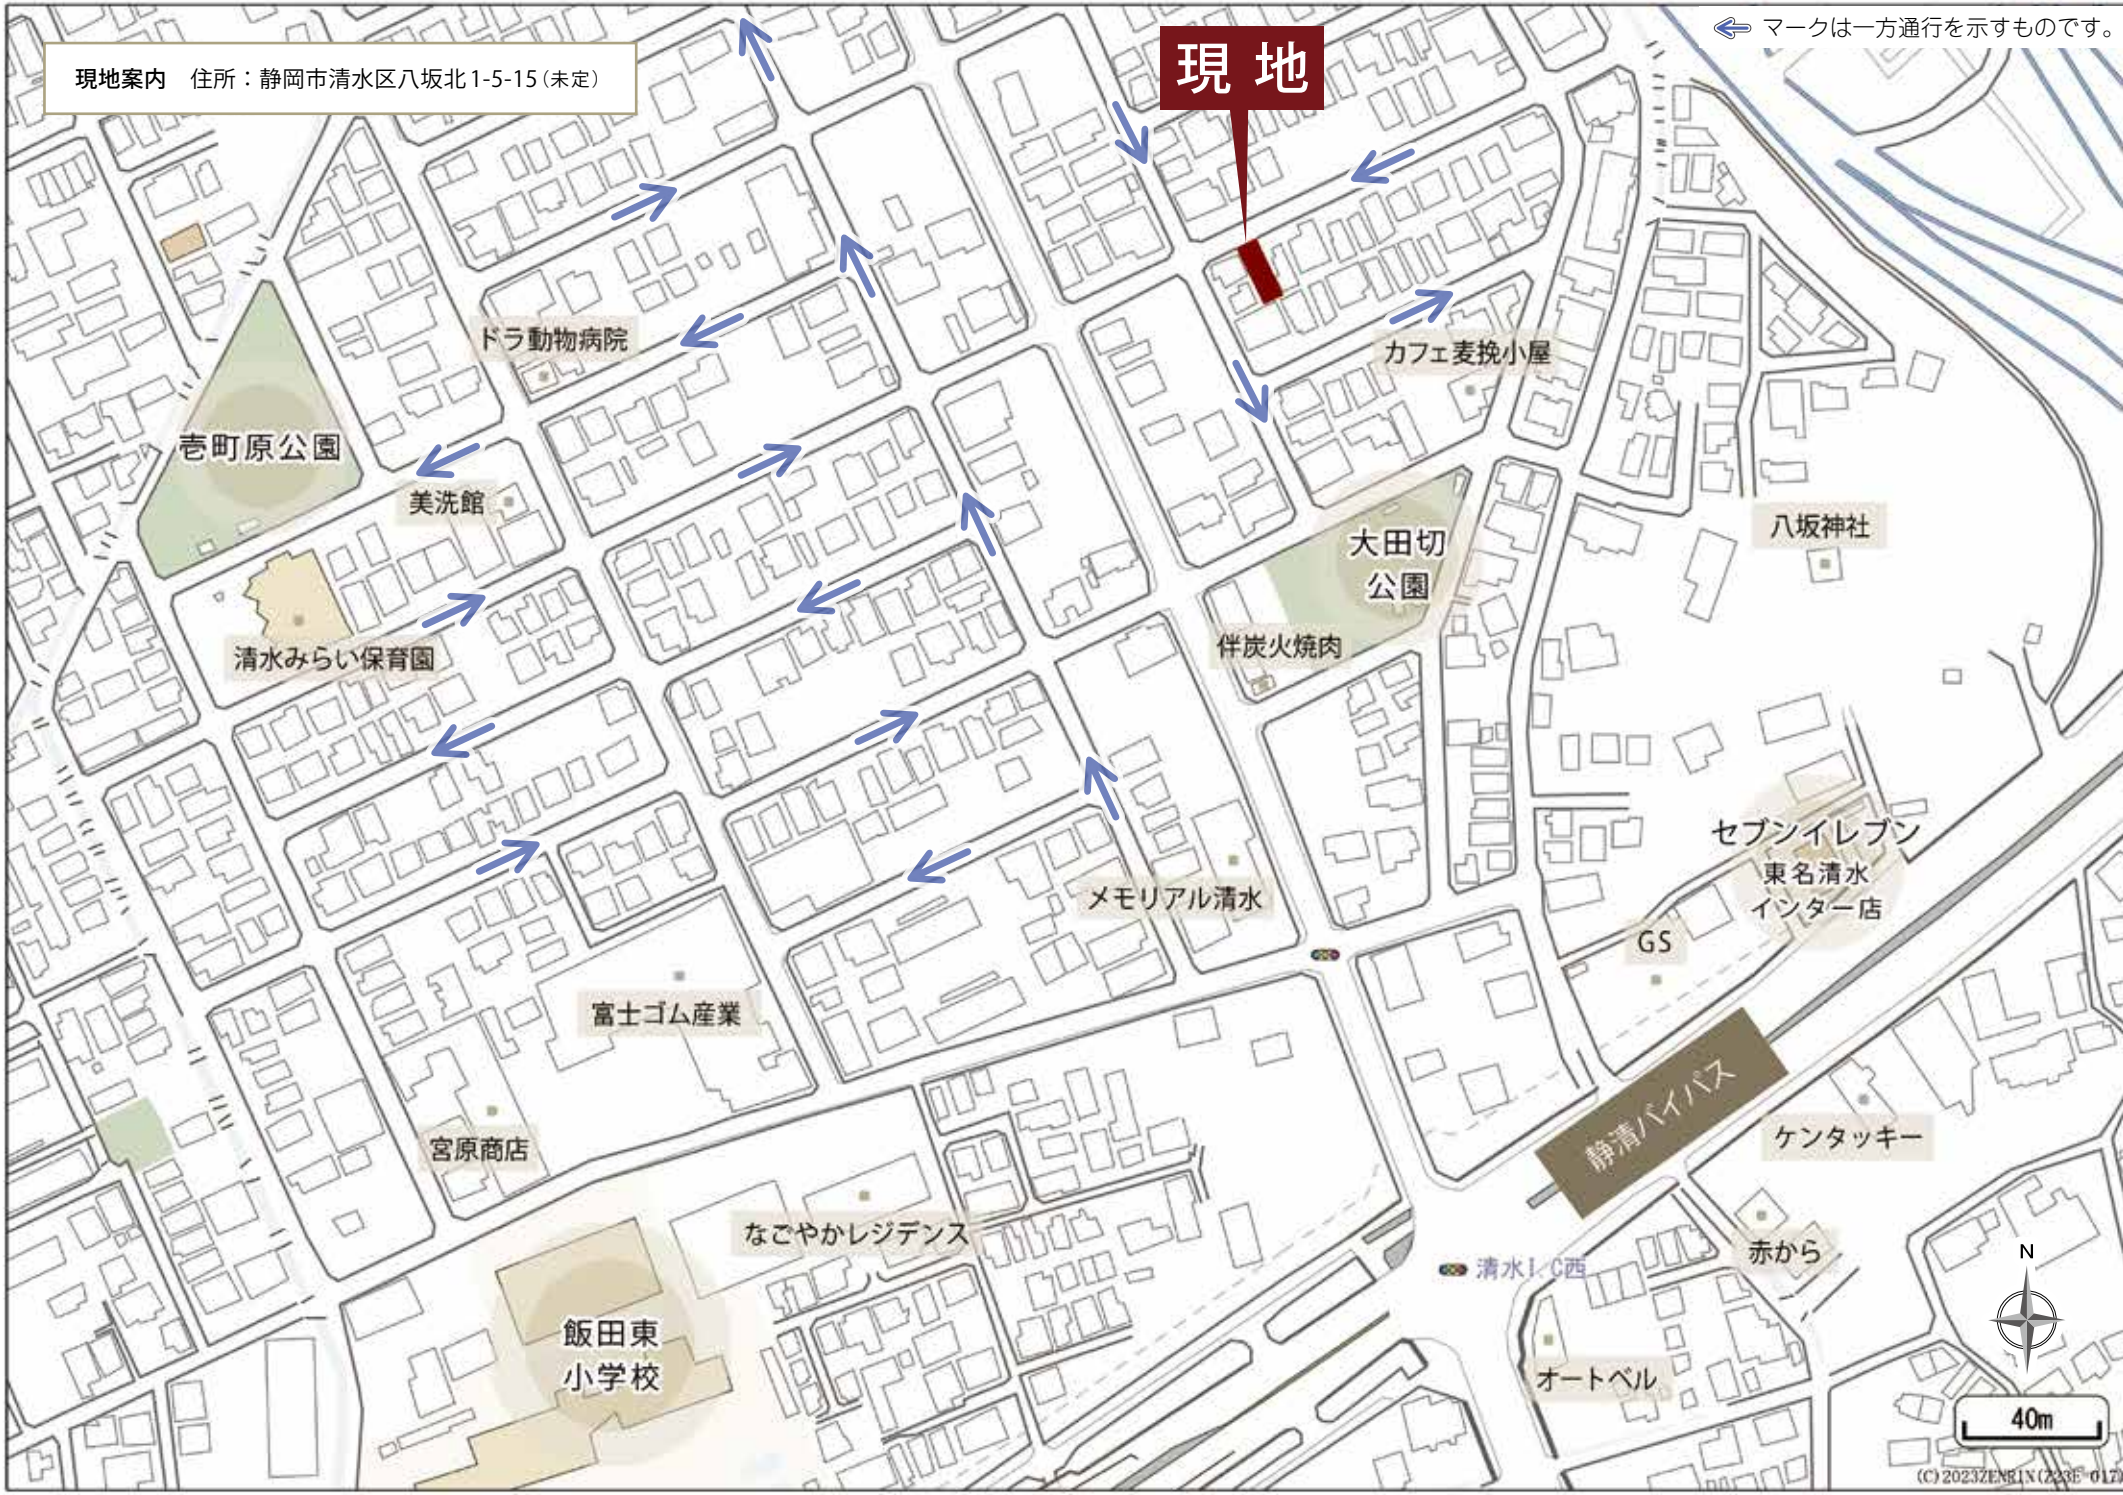 マークは一方通行を示すものです。
現地案内 住所：静岡市清水区八坂北1-5-15(未定)
現 地
ドラ動物病院
カフェ麦挽小屋
壱町原公園
美洗館
八坂神社
大田切
公園
伴炭火焼肉
清水みらい保育園
セブンイレブン
東名清水
インター店
メモリアル清水
GS
富士ゴム産業
静清バイパス
宮原商店
ケンタッキー
なごやかレジデンス
赤から
清水I.C西
N
飯田東
小学校
オートベル
40m
(C)2023ZENRIN(Z23E-017)